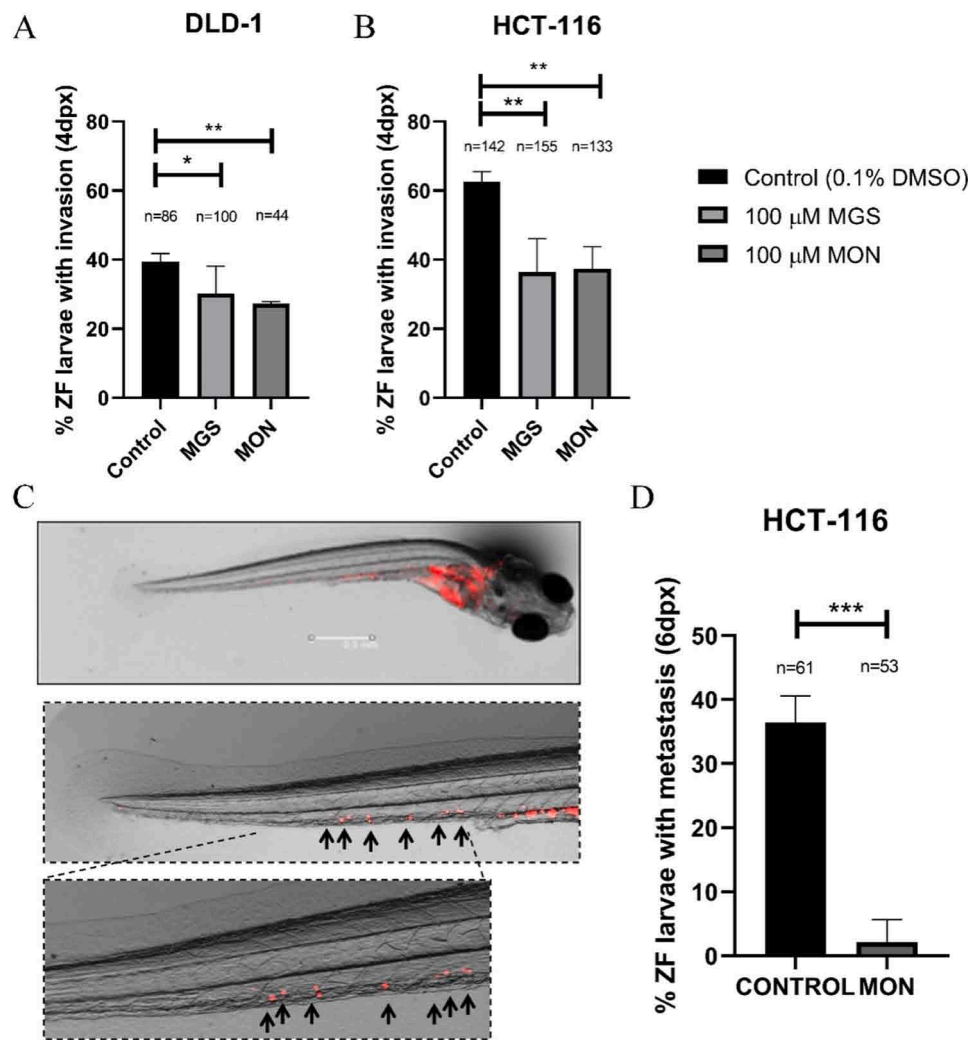 A
DLD-1
% ZF larvae with invasion (4dpx)
80
60
40
20
0
**
*
n=86 n=100 n=44
Control
MGS
MON
B
HCT-116
% ZF larvae with invasion (4dpx)
80
60
40
20
0
**
**
n=142 n=155 n=133
Control
MGS
MON
Control (0.1% DMSO)
100 μM MGS
100 μM MON
C
0.5 mm
D
HCT-116
% ZF larvae with metastasis (6dpx)
50
40
30
20
10
0
***
n=61 n=53
CONTROL MON